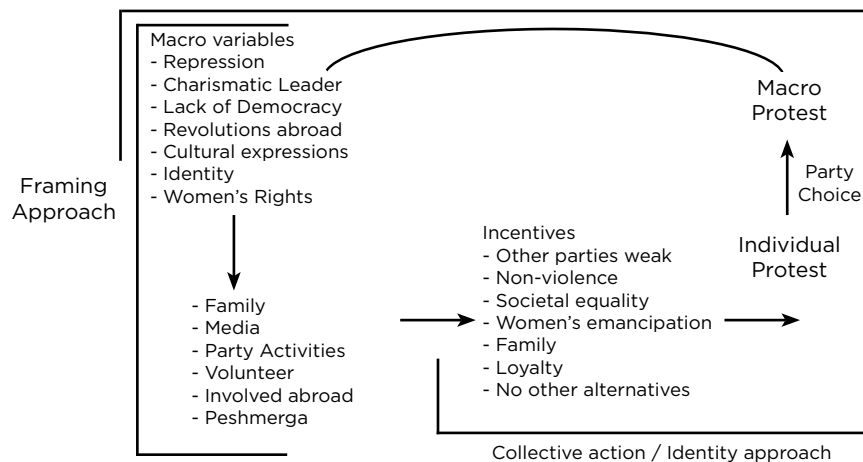 Macro variables
- Repression
- Charismatic Leader
- Lack of Democracy
- Revolutions abroad
- Cultural expressions
- Identity
- Women’s Rights
Framing
Approach
- Family
- Media
- Party Activities
- Volunteer
- Involved abroad
- Peshmerga
Incentives
- Other parties weak
- Non-violence
- Societal equality
- Women’s emancipation
- Family
- Loyalty
- No other alternatives
Macro
Protest
Party
Choice
Individual
Protest
Collective action / Identity approach